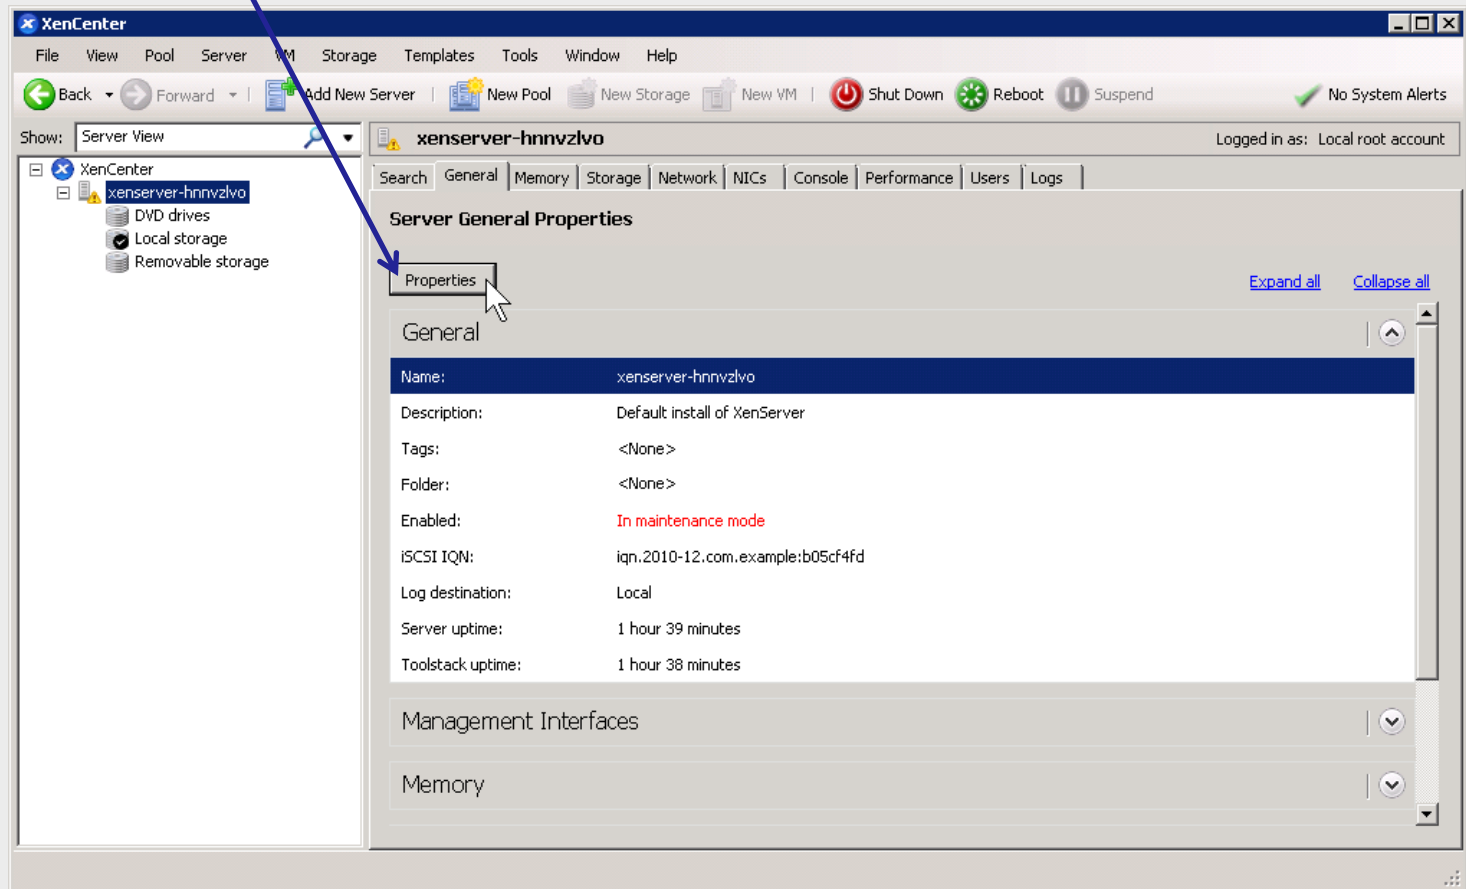 XenCenter
File View Pool Server VM Storage Templates Tools Window Help
Back Forward Add New Server New Pool New Storage New VM Shut Down Reboot Suspend No System Alerts
Show: Server View
xenserver-hnnvzlvo Logged in as: Local root account
XenCenter
xenserver-hnnvzlvo
DVD drives
Local storage
Removable storage
Search General Memory Storage Network NICs Console Performance Users Logs
Server General Properties
Properties Expand all Collapse all
General
Name: xenserver-hnnvzlvo
Description: Default install of XenServer
Tags: <None>
Folder: <None>
Enabled: In maintenance mode
iSCSI IQN: iqn.2010-12.com.example:b05cf4fd
Log destination: Local
Server uptime: 1 hour 39 minutes
Toolstack uptime: 1 hour 38 minutes
Management Interfaces
Memory